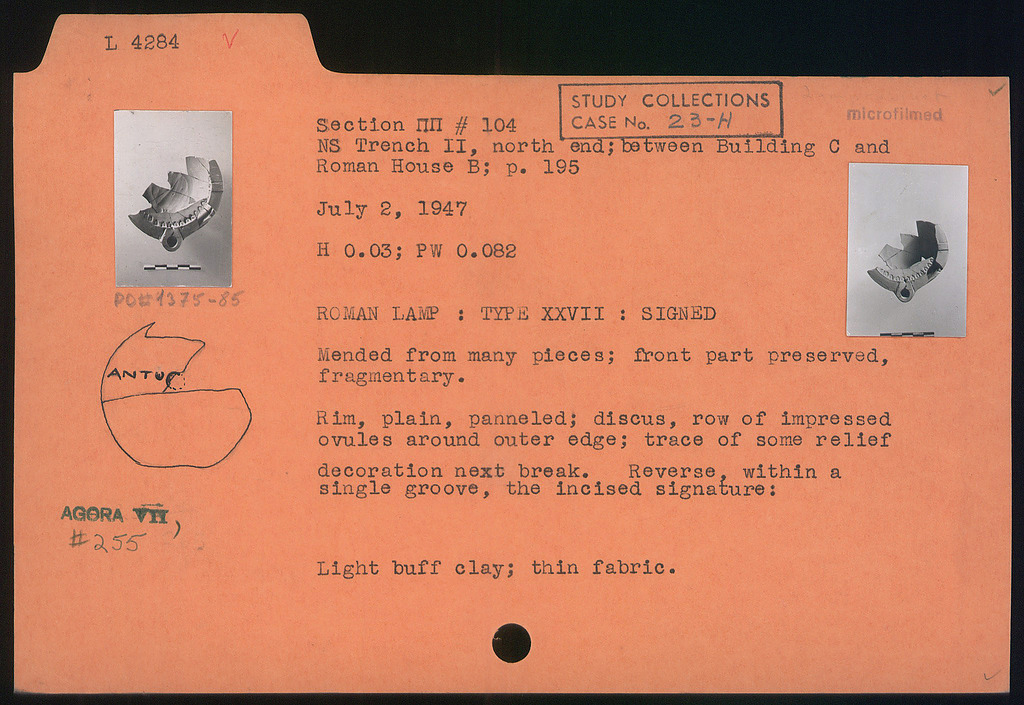 L 4284 V
STUDY COLLECTIONS
CASE No. 23-H
microfilmed
Section ΠΠ # 104
NS Trench II, north end; between Building C and
Roman House B; p. 195
July 2, 1947
H 0.03; PW 0.082
PD# 1375-85
ROMAN LAMP : TYPE XXVII : SIGNED
Mended from many pieces; front part preserved,
fragmentary.
ANTUC
Rim, plain, panneled; discus, row of impressed
ovules around outer edge; trace of some relief
decoration next break. Reverse, within a
single groove, the incised signature:
AGORA VII,
#255
Light buff clay; thin fabric.